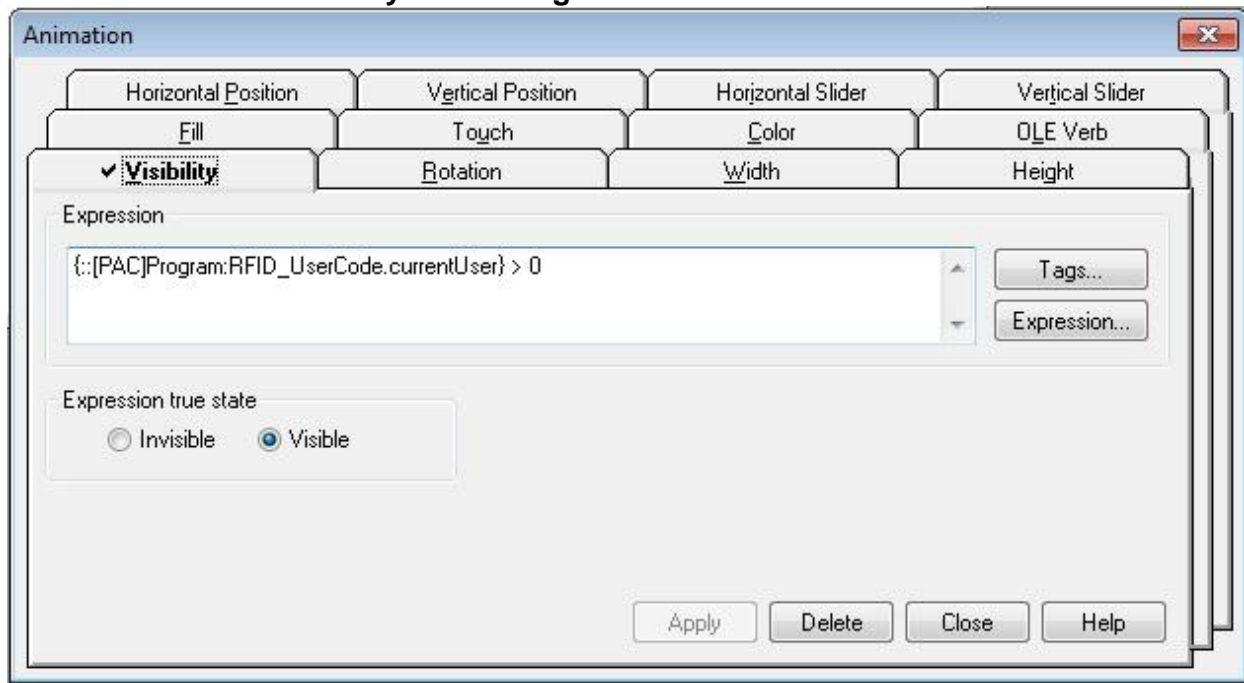 Animation
Horizontal Position Vertical Position Horizontal Slider Vertical Slider
Fill Touch Color OLE Verb
✔ Visibility Rotation Width Height
Expression
{::[PAC]Program:RFID_UserCode.currentUser} > 0
Tags...
Expression...
Expression true state
Invisible Visible
Apply Delete Close Help